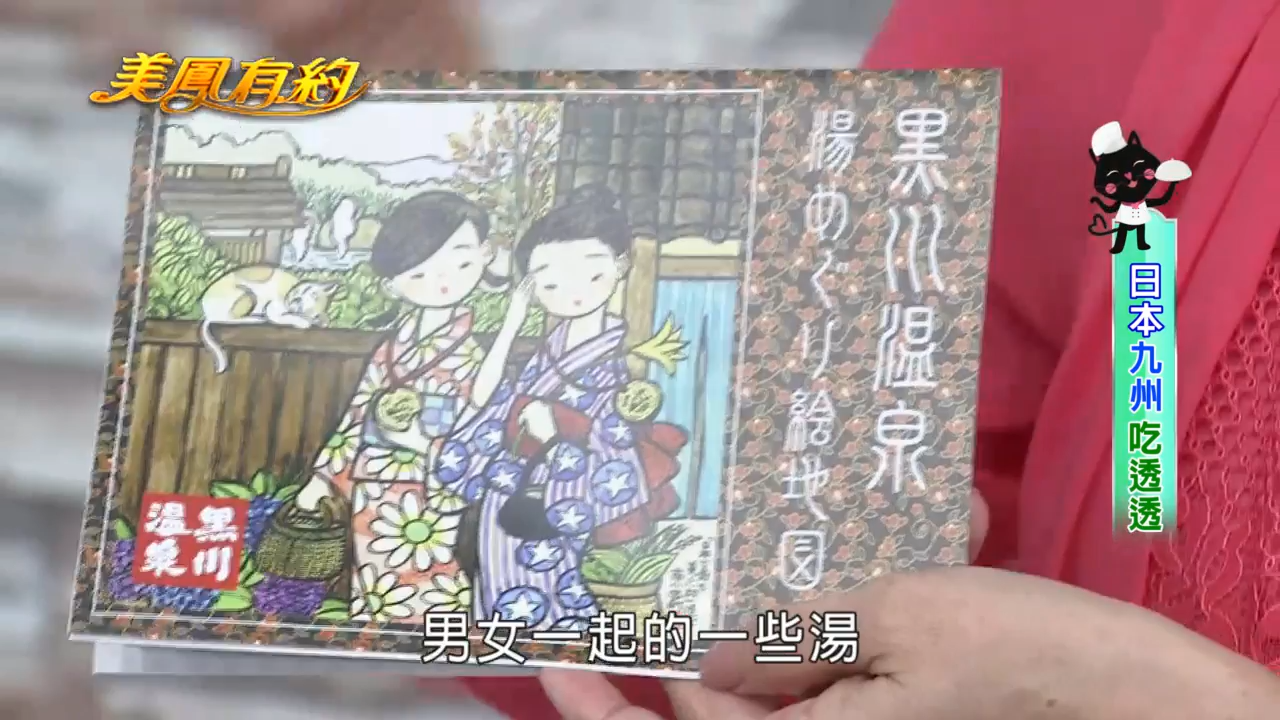 美鳳有約
黒川温泉
湯めぐり絵地図
黒川
温泉
日本九州 吃透透
男女一起的一些湯